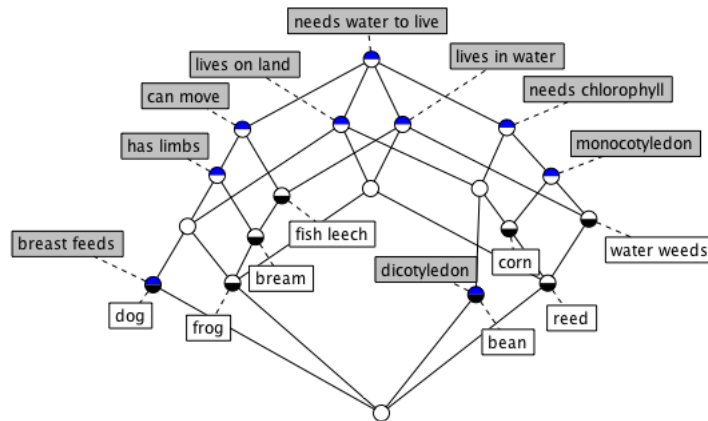 needs water to live
lives on land
lives in water
can move
needs chlorophyll
has limbs
monocotyledon
fish leech
breast feeds
corn
water weeds
bream
dicotyledon
dog
frog
reed
bean